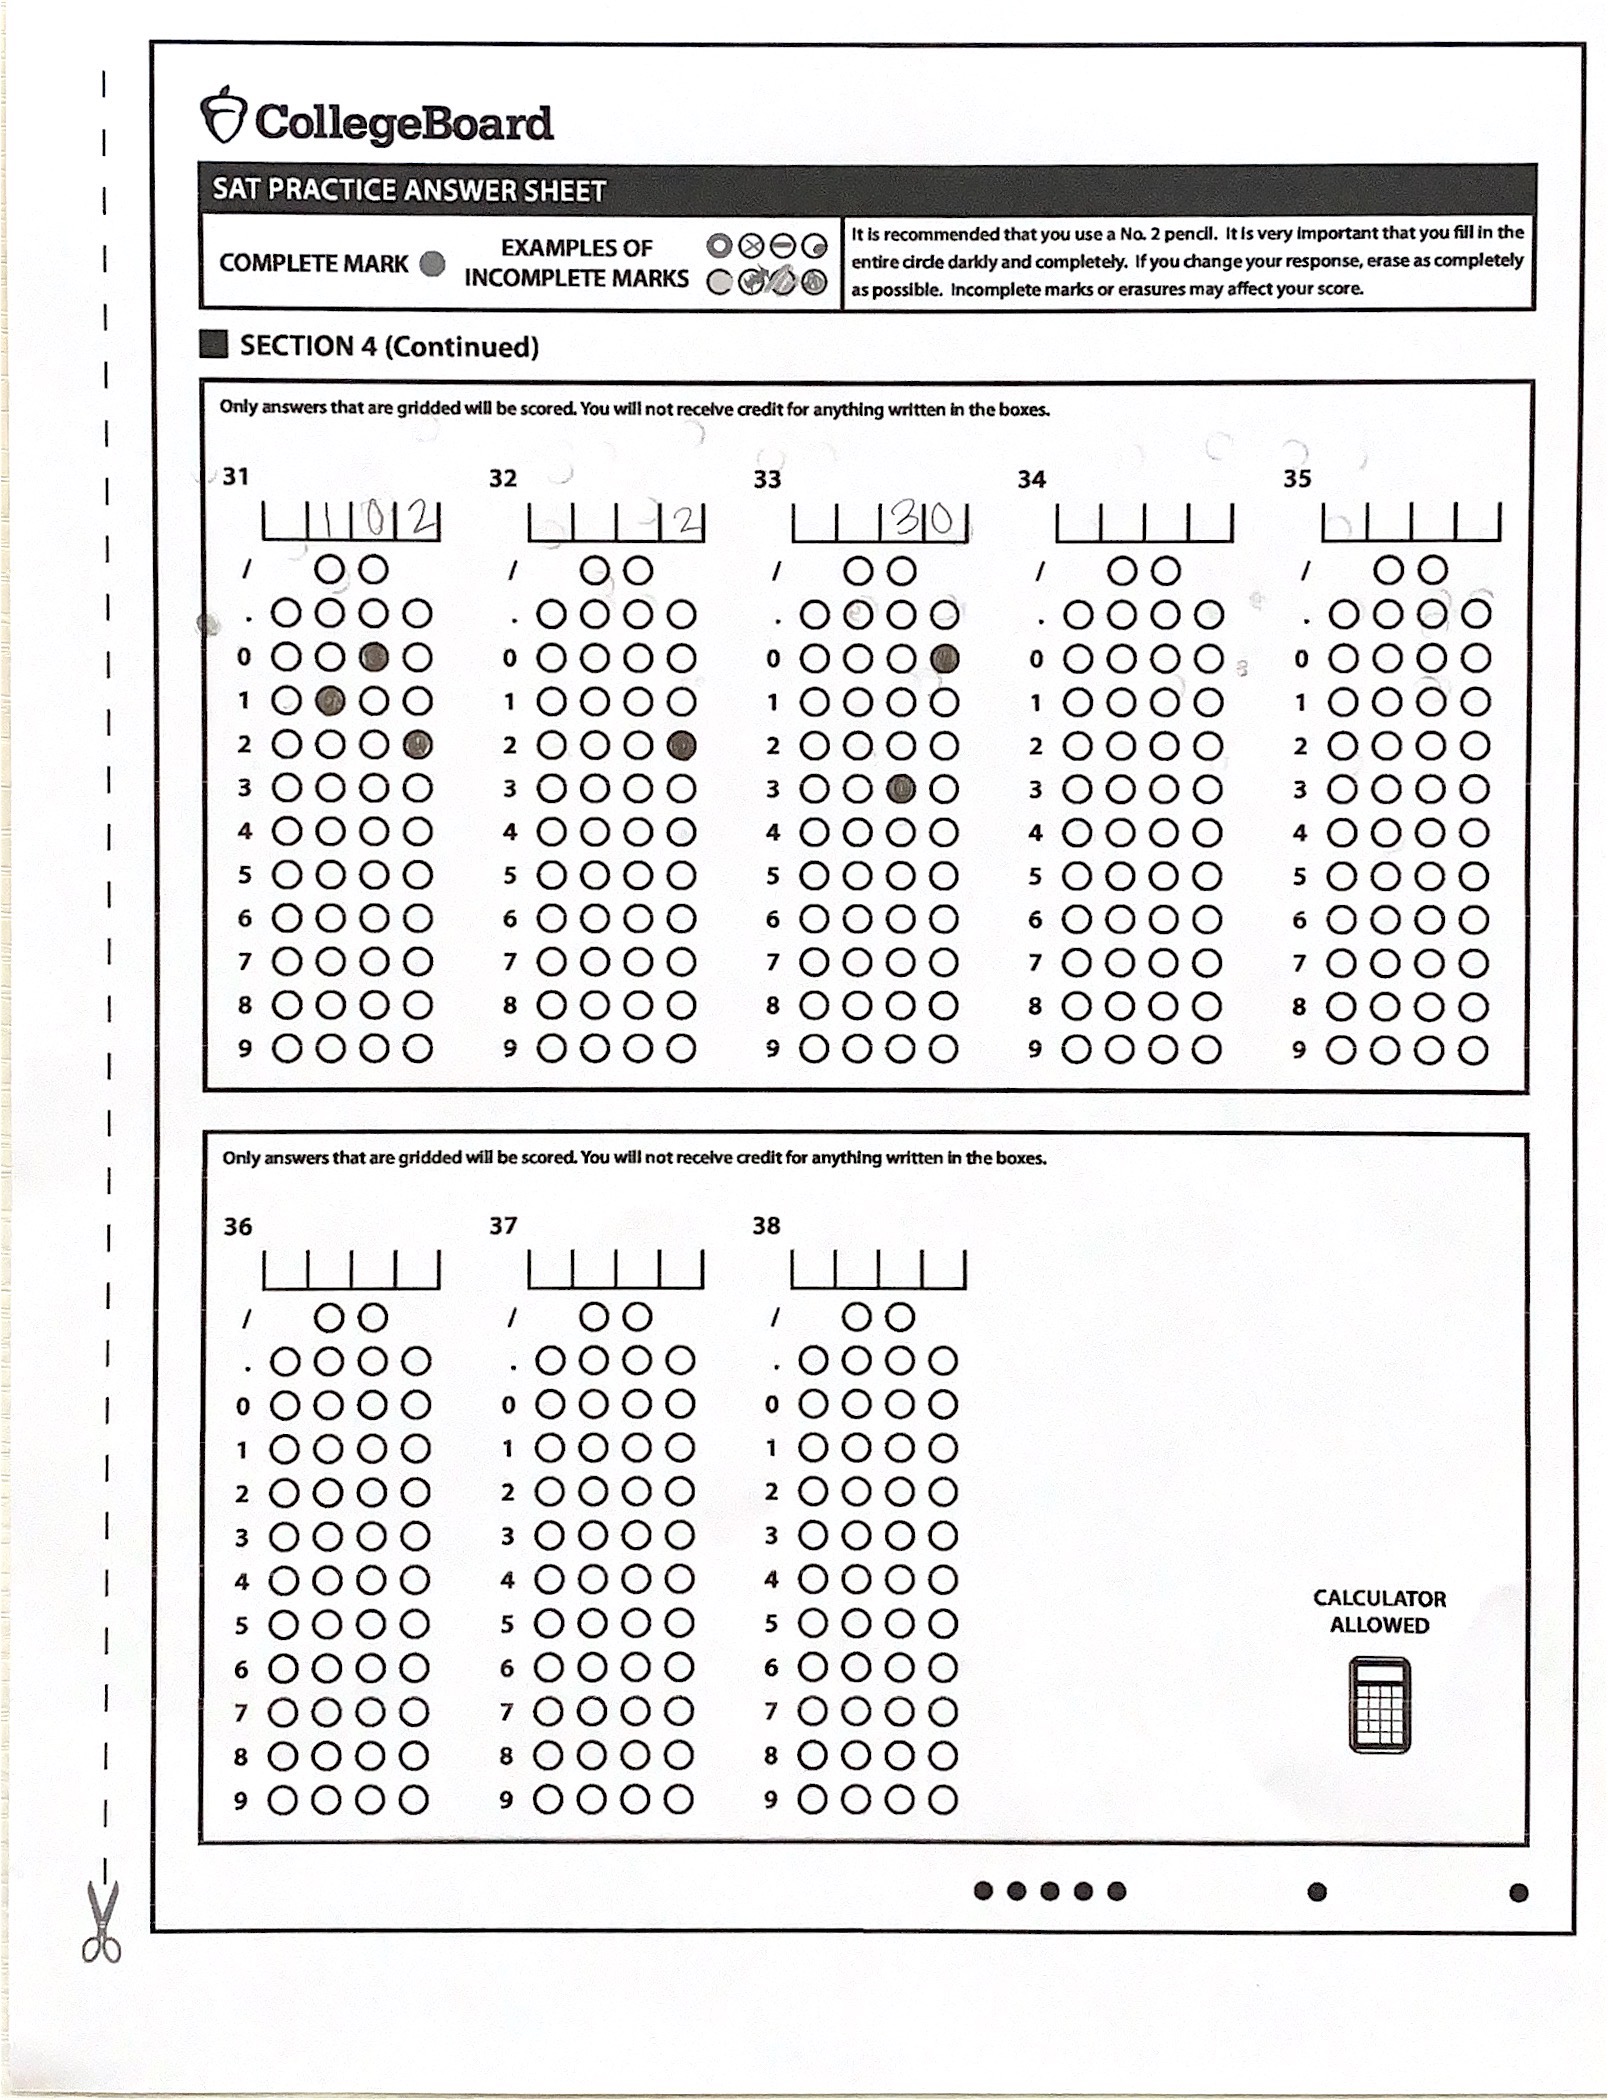 CollegeBoard
SAT PRACTICE ANSWER SHEET
COMPLETE MARK
EXAMPLES OF
INCOMPLETE MARKS
It is recommended that you use a No. 2 pencil. It is very important that you fill in the
entire circle darkly and completely. If you change your response, erase as completely
as possible. Incomplete marks or erasures may affect your score.
SECTION 4 (Continued)
Only answers that are gridded will be scored. You will not receive credit for anything written in the boxes.
31 32 33 34 35
102 2 30
/ / / / /
. . . . .
0 0 0 0 0
1 1 1 1 1
2 2 2 2 2
3 3 3 3 3
4 4 4 4 4
5 5 5 5 5
6 6 6 6 6
7 7 7 7 7
8 8 8 8 8
9 9 9 9 9
Only answers that are gridded will be scored. You will not receive credit for anything written in the boxes.
36 37 38
/ / /
. . .
0 0 0
1 1 1
2 2 2
3 3 3
4 4 4
5 5 5
6 6 6
7 7 7
8 8 8
9 9 9
CALCULATOR
ALLOWED